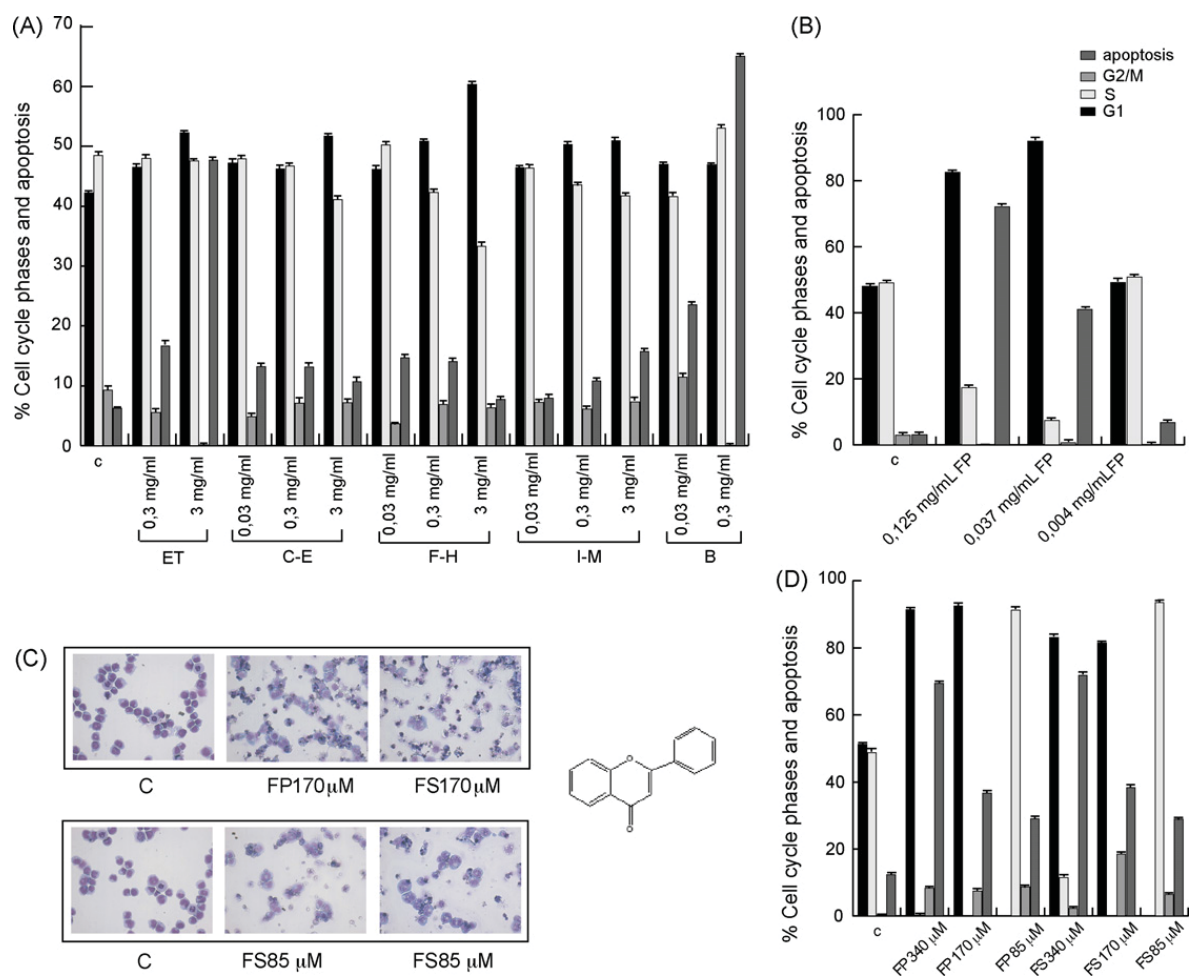 (A)
% Cell cycle phases and apoptosis
70
60
50
40
30
20
10
0
c
0,3 mg/ml
3 mg/ml
0,03 mg/ml
0,3 mg/ml
3 mg/ml
0,03 mg/ml
0,3 mg/ml
3 mg/ml
0,03 mg/ml
0,3 mg/ml
3 mg/ml
0,03 mg/ml
0,3 mg/ml
ET
C-E
F-H
I-M
B
(B)
apoptosis
G2/M
S
G1
% Cell cycle phases and apoptosis
100
80
60
40
20
0
c
0,125 mg/mL FP
0,037 mg/mL FP
0,004 mg/mLFP
(C)
C
FP170µM
FS170µM
C
FS85 µM
FS85 µM
O
O
(D)
% Cell cycle phases and apoptosis
100
80
60
40
20
0
c
FP340 µM
FP170 µM
FP85 µM
FS340 µM
FS170 µM
FS85 µM